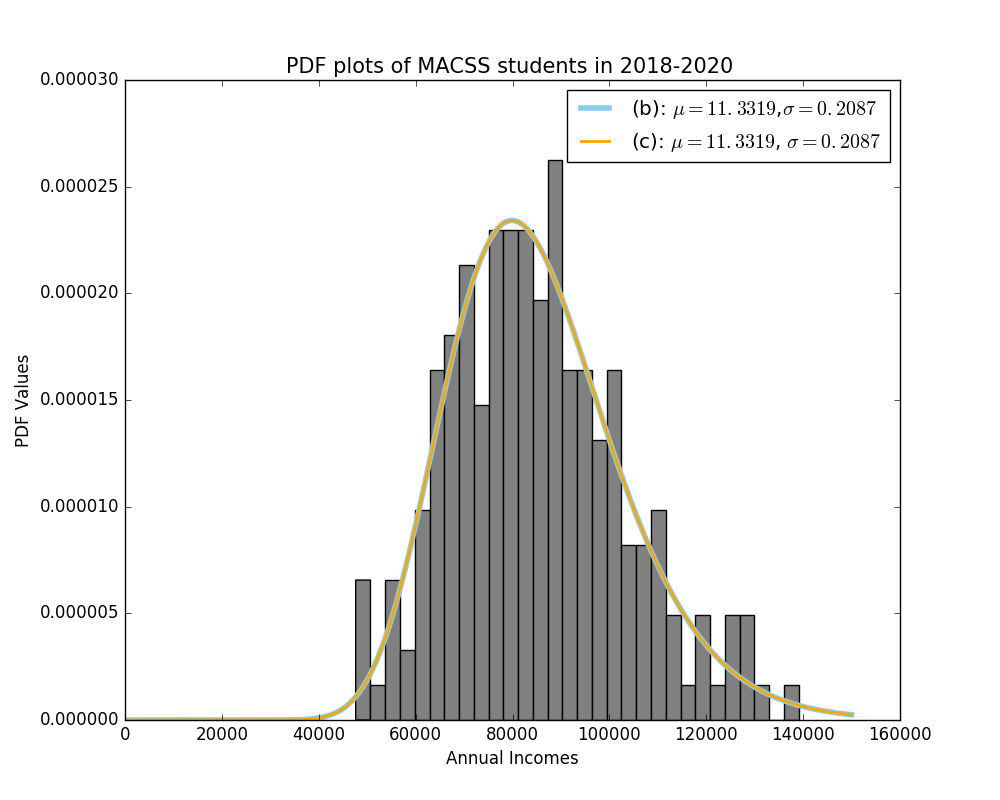 PDF plots of MACSS students in 2018-2020
(b): μ = 11.3319,σ = 0.2087
(c): μ = 11.3319, σ = 0.2087
0.000030
0.000025
0.000020
0.000015
0.000010
0.000005
0.000000
PDF Values
0 20000 40000 60000 80000 100000 120000 140000 160000
Annual Incomes